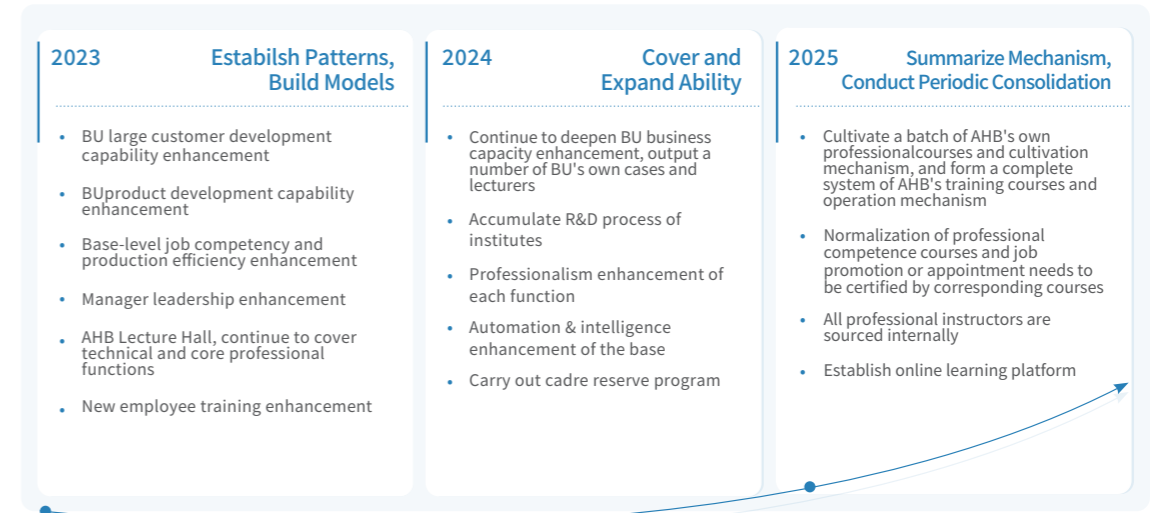 2023
Estabilsh Patterns,
Build Models
BU large customer development
capability enhancement
BUproduct development capability
enhancement
Base-level job competency and
production efficiency enhancement
Manager leadership enhancement
AHB Lecture Hall, continue to cover
technical and core professional
functions
New employee training enhancement
2024
Cover and
Expand Ability
Continue to deepen BU business
capacity enhancement, output a
number of BU's own cases and
lecturers
Accumulate R&D process of
institutes
Professionalism enhancement of
each function
Automation & intelligence
enhancement of the base
Carry out cadre reserve program
2025
Summarize Mechanism,
Conduct Periodic Consolidation
Cultivate a batch of AHB's own
professionalcourses and cultivation
mechanism, and form a complete
system of AHB's training courses and
operation mechanism
Normalization of professional
competence courses and job
promotion or appointment needs to
be certified by corresponding courses
All professional instructors are
sourced internally
Establish online learning platform